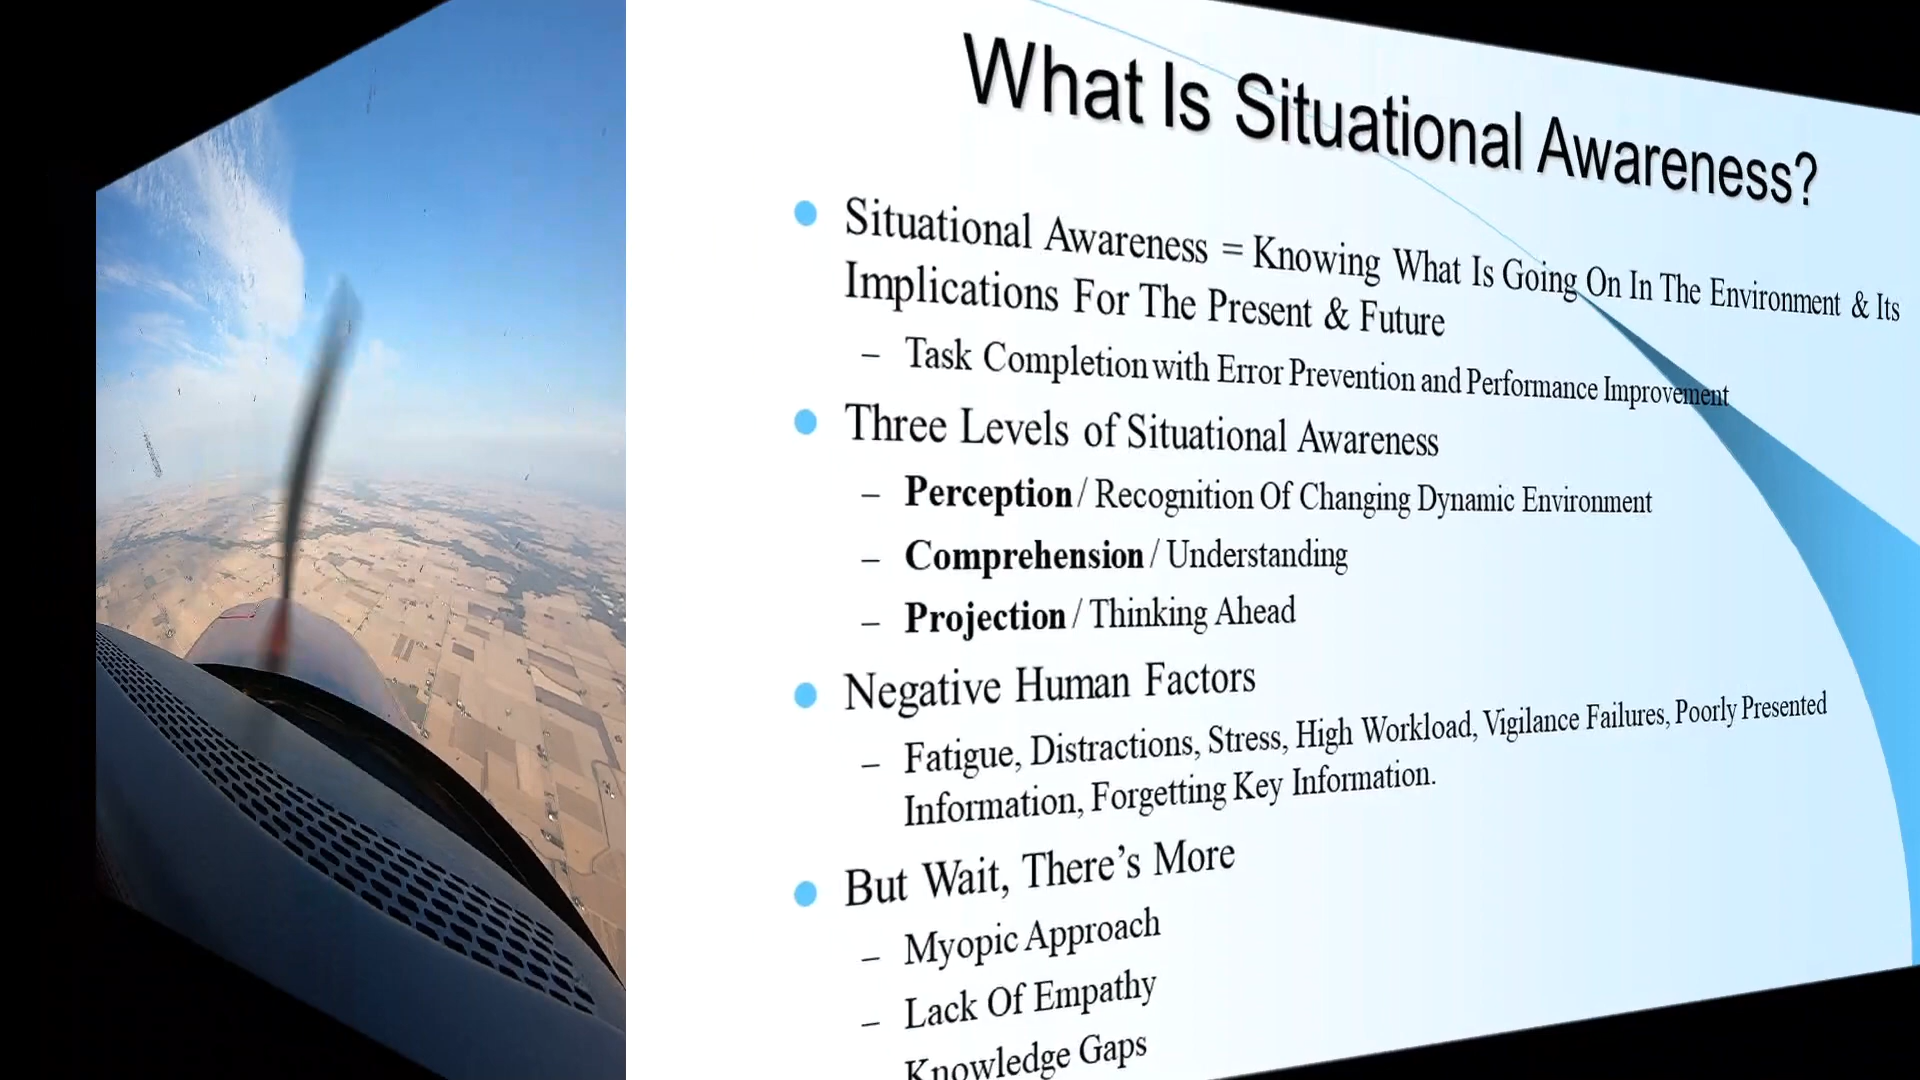 What Is Situational Awareness?
● Situational Awareness = Knowing What Is Going On In The Environment & Its
Implications For The Present & Future
– Task Completion with Error Prevention and Performance Improvement
● Three Levels of Situational Awareness
– Perception / Recognition Of Changing Dynamic Environment
– Comprehension / Understanding
– Projection / Thinking Ahead
● Negative Human Factors
– Fatigue, Distractions, Stress, High Workload, Vigilance Failures, Poorly Presented
Information, Forgetting Key Information.
● But Wait, There’s More
– Myopic Approach
– Lack Of Empathy
Knowledge Gaps